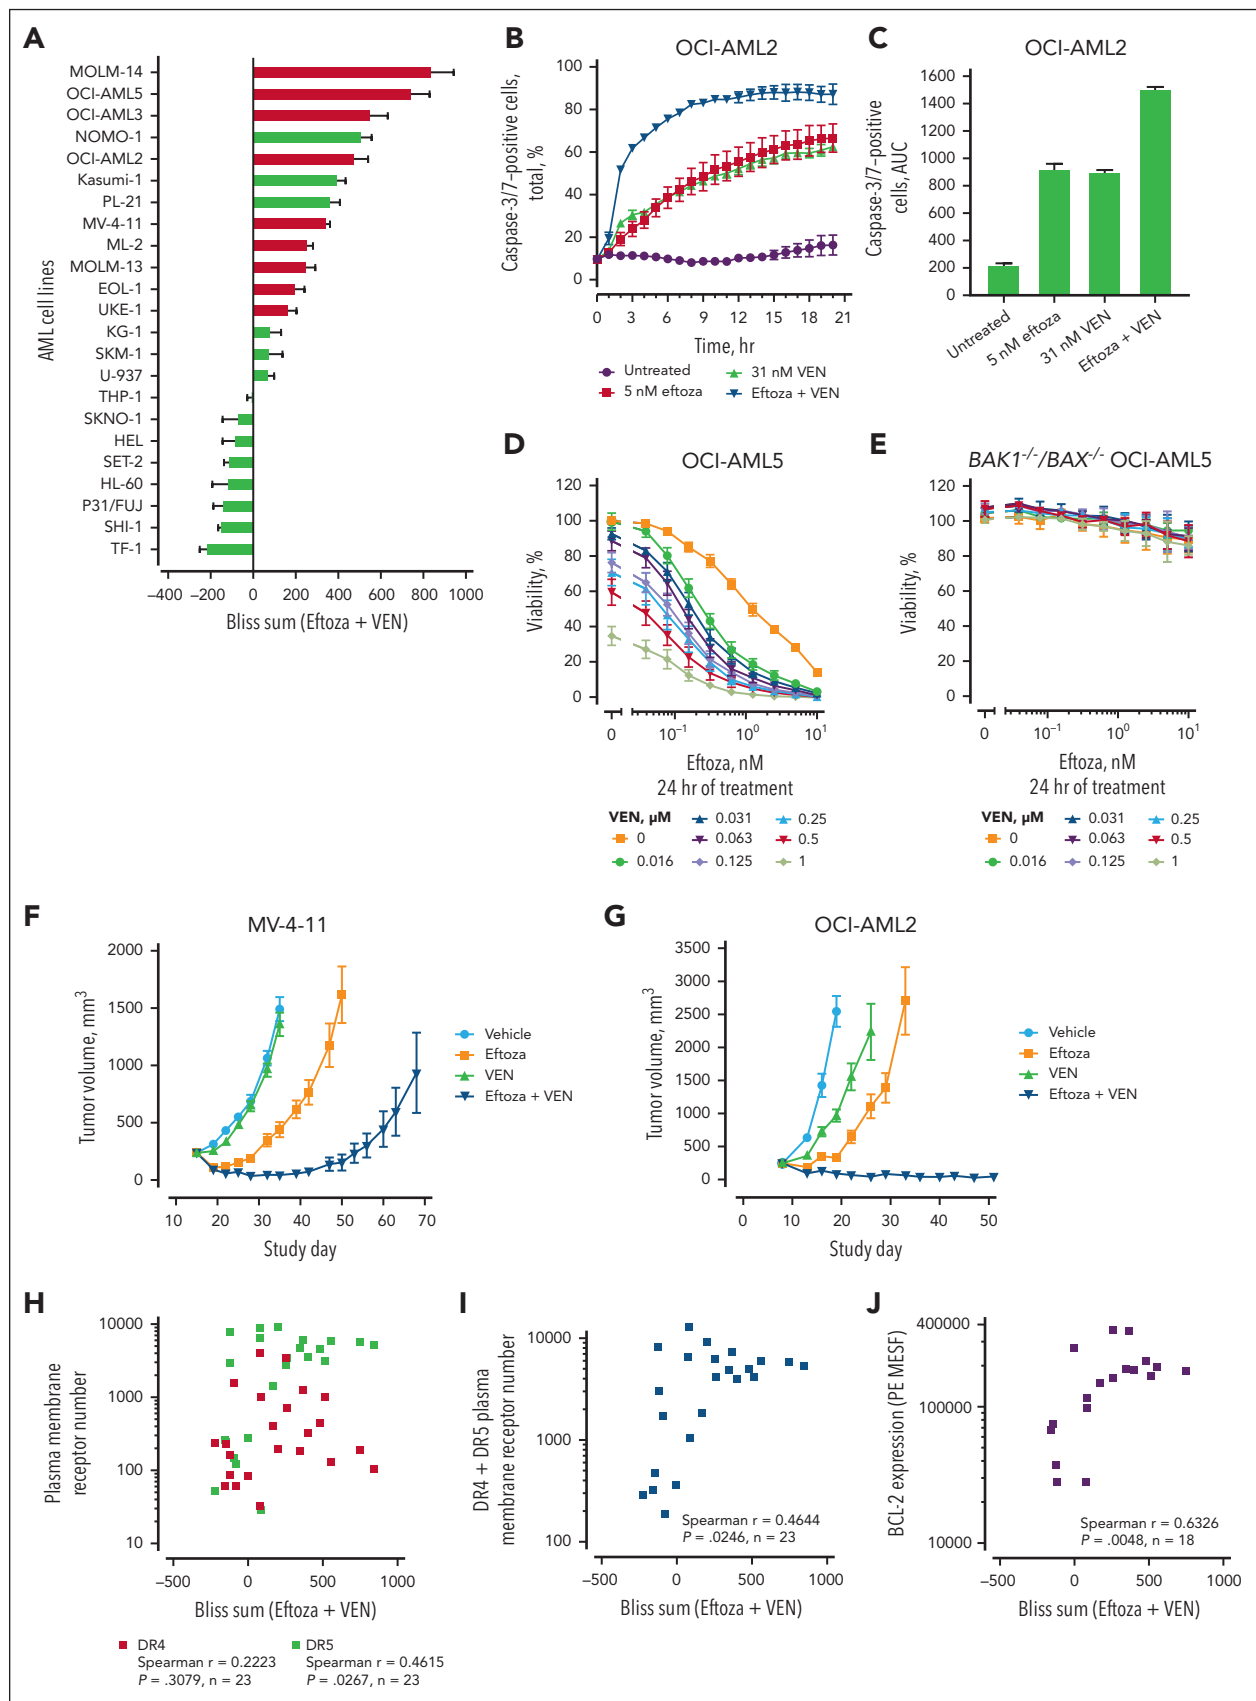 A
AML cell lines
MOLM-14
OCI-AML5
OCI-AML3
NOMO-1
OCI-AML2
Kasumi-1
PL-21
MV-4-11
ML-2
MOLM-13
EOL-1
UKE-1
KG-1
SKM-1
U-937
THP-1
SKNO-1
HEL
SET-2
HL-60
P31/FUJ
SHI-1
TF-1
−400 −200 0 200 400 600 800 1000
Bliss sum (Eftoza + VEN)
B
OCI-AML2
Caspase-3/7–positive cells,
total, %
100
80
60
40
20
0
0 3 6 9 12 15 18 21
Time, hr
Untreated
5 nM eftoza
31 nM VEN
Eftoza + VEN
C
OCI-AML2
Caspase-3/7–positive
cells, AUC
1600
1400
1200
1000
800
600
400
200
0
Untreated
5 nM eftoza
31 nM VEN
Eftoza + VEN
D
OCI-AML5
Viability, %
120
100
80
60
40
20
0
0 10⁻¹ 10⁰ 10¹
Eftoza, nM
24 hr of treatment
VEN, µM
0
0.016
0.031
0.063
0.125
0.25
0.5
1
E
BAK1⁻/⁻/BAX⁻/⁻ OCI-AML5
Viability, %
120
100
80
60
40
20
0
0 10⁻¹ 10⁰ 10¹
Eftoza, nM
24 hr of treatment
VEN, µM
0
0.016
0.031
0.063
0.125
0.25
0.5
1
F
MV-4-11
Tumor volume, mm³
2000
1500
1000
500
0
10 20 30 40 50 60 70
Study day
Vehicle
Eftoza
VEN
Eftoza + VEN
G
OCI-AML2
Tumor volume, mm³
3500
3000
2500
2000
1500
1000
500
0
0 10 20 30 40 50
Study day
Vehicle
Eftoza
VEN
Eftoza + VEN
H
Plasma membrane
receptor number
10000
1000
100
10
−500 0 500 1000
Bliss sum (Eftoza + VEN)
DR4
Spearman r = 0.2223
P = .3079, n = 23
DR5
Spearman r = 0.4615
P = .0267, n = 23
I
DR4 + DR5 plasma
membrane receptor number
10000
1000
100
Spearman r = 0.4644
P = .0246, n = 23
−500 0 500 1000
Bliss sum (Eftoza + VEN)
J
BCL-2 expression (PE MESF)
400000
100000
10000
Spearman r = 0.6326
P = .0048, n = 18
−500 0 500 1000
Bliss sum (Eftoza + VEN)